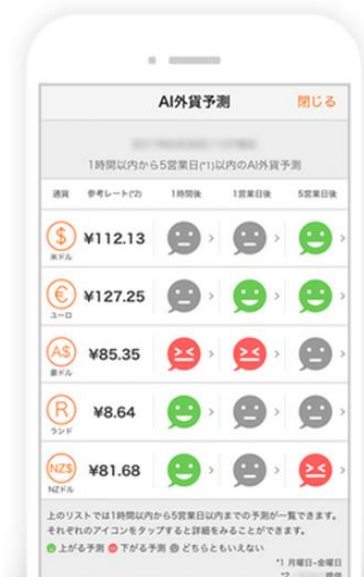 AI外貨予測 閉じる
1時間以内から5営業日(*1)以内のAI外貨予測
通貨 参考レート(*2) 1時間後 1営業日後 5営業日後
$ ¥112.13 > > >
米ドル
€ ¥127.25 > > >
ユーロ
A$ ¥85.35 > > >
豪ドル
R ¥8.64 > > >
ランド
NZ$ ¥81.68 > > >
NZドル
上のリストでは1時間以内から5営業日以内までの予測が一覧できます。
それぞれのアイコンをタップすると詳細をみることができます。
上がる予測 下がる予測 どちらともいえない
*1 月曜日~金曜日
*2 提供